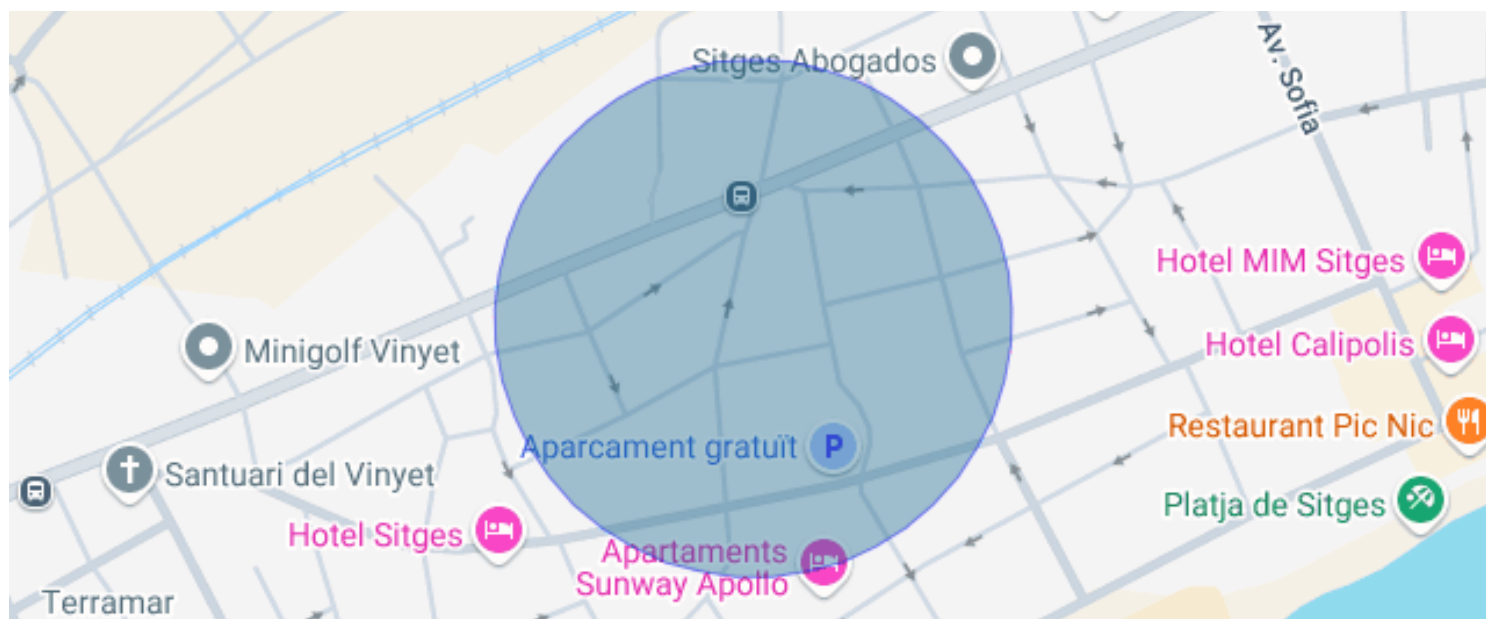 Sitges Abogados
Av. Sofia
Hotel MIM Sitges
Hotel Calipolis
Minigolf Vinyet
Restaurant Pic Nic
Aparcament gratuït
P
Santuari del Vinyet
Platja de Sitges
Hotel Sitges
Apartaments
Sunway Apollo
Terramar